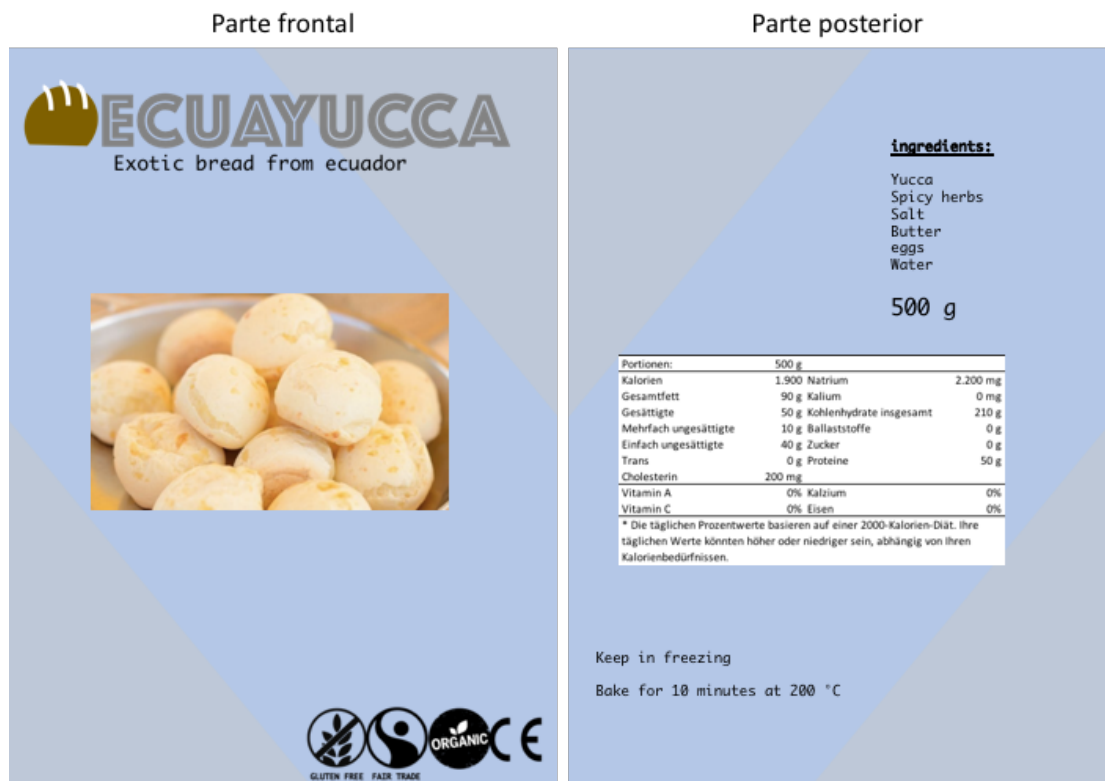 Parte frontal
Parte posterior
ECUAYUCCA
Exotic bread from ecuador
GLUTEN FREE
FAIR TRADE
ORGANIC
CE
ingredients:
Yucca
Spicy herbs
Salt
Butter
eggs
Water
500 g
Portionen: 500 g
Kalorien 1.900 Natrium 2.200 mg
Gesamtfett 90 g Kalium 0 mg
Gesättigte 50 g Kohlenhydrate insgesamt 210 g
Mehrfach ungesättigte 10 g Ballaststoffe 0 g
Einfach ungesättigte 40 g Zucker 0 g
Trans 0 g Proteine 50 g
Cholesterin 200 mg
Vitamin A 0% Kalzium 0%
Vitamin C 0% Eisen 0%
* Die täglichen Prozentwerte basieren auf einer 2000-Kalorien-Diät. Ihre
täglichen Werte könnten höher oder niedriger sein, abhängig von Ihren
Kalorienbedürfnissen.
Keep in freezing
Bake for 10 minutes at 200 °C